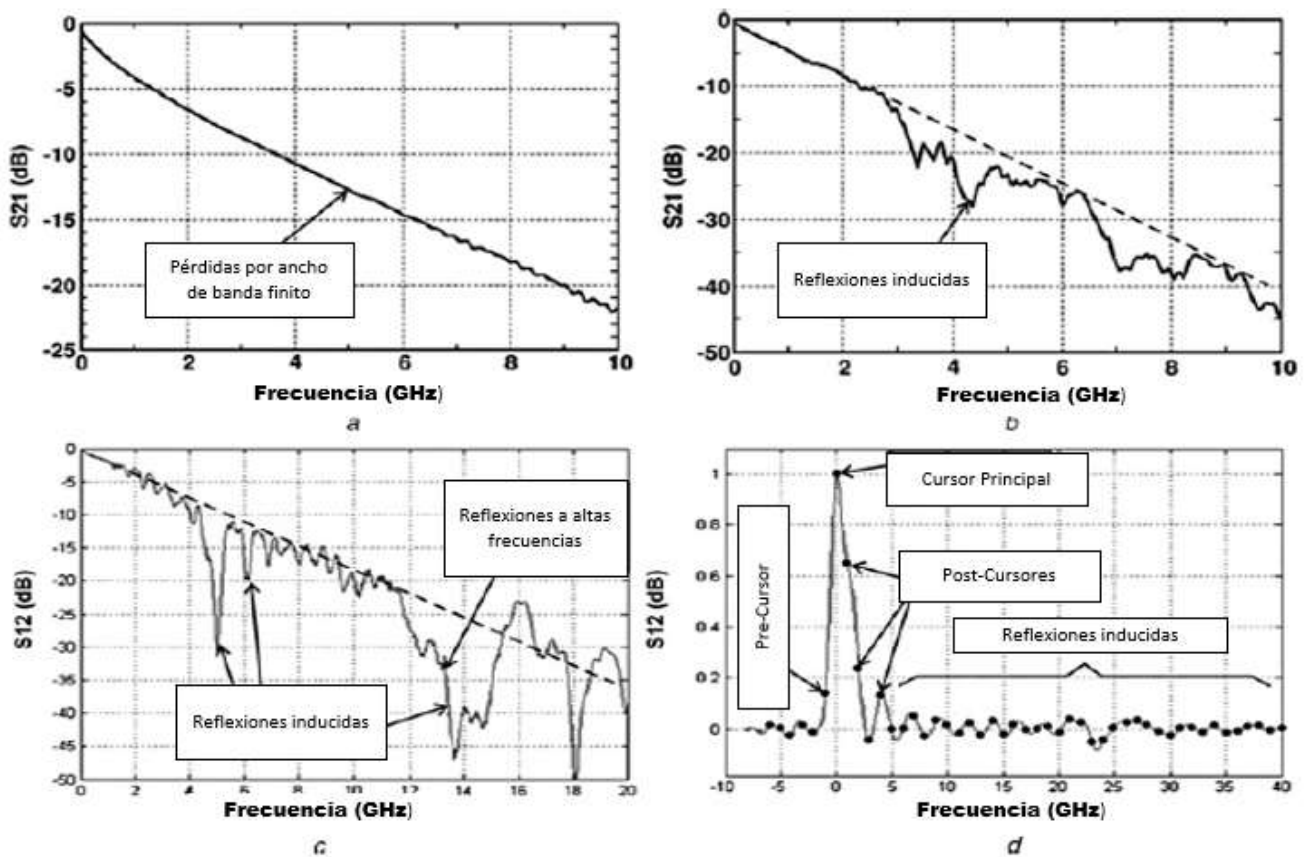 0
-5
-10
-15
-20
-25
S21 (dB)
Pérdidas por ancho
de banda finito
0 2 4 6 8 10
Frecuencia (GHz)
a
0
-10
-20
-30
-40
-50
S21 (dB)
Reflexiones inducidas
0 2 4 6 8 10
Frecuencia (GHz)
b
0
-5
-10
-15
-20
-25
-30
-35
-40
-45
-50
S12 (dB)
Reflexiones a altas
frecuencias
Reflexiones inducidas
0 2 4 6 8 10 12 14 16 18 20
Frecuencia (GHz)
c
1
0.8
0.6
0.4
0.2
0
S12 (dB)
Cursor Principal
Pre-Cursor
Post-Cursores
Reflexiones inducidas
-10 -5 0 5 10 15 20 25 30 35 40
Frecuencia (GHz)
d